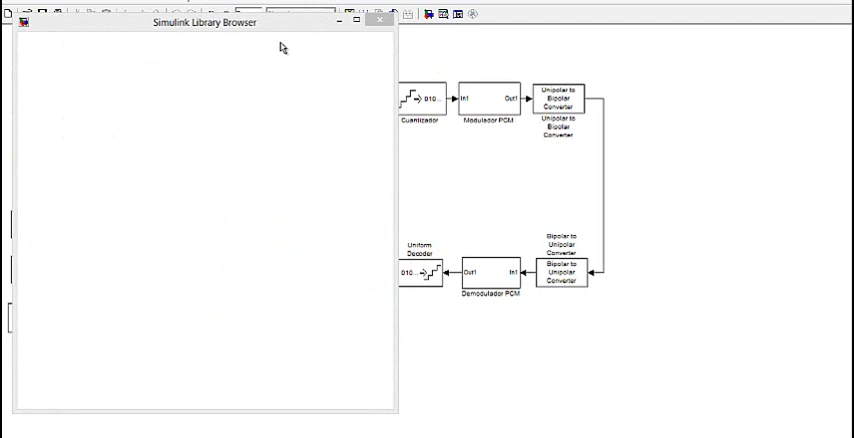 Simulink Library Browser
010...
Cuantizador
In1
Out1
Modulador PCM
Unipolar to
Bipolar
Converter
Unipolar to
Bipolar
Converter
Uniform
Decoder
010...
Out1
In1
Demodulador PCM
Bipolar to
Unipolar
Converter
Bipolar to
Unipolar
Converter